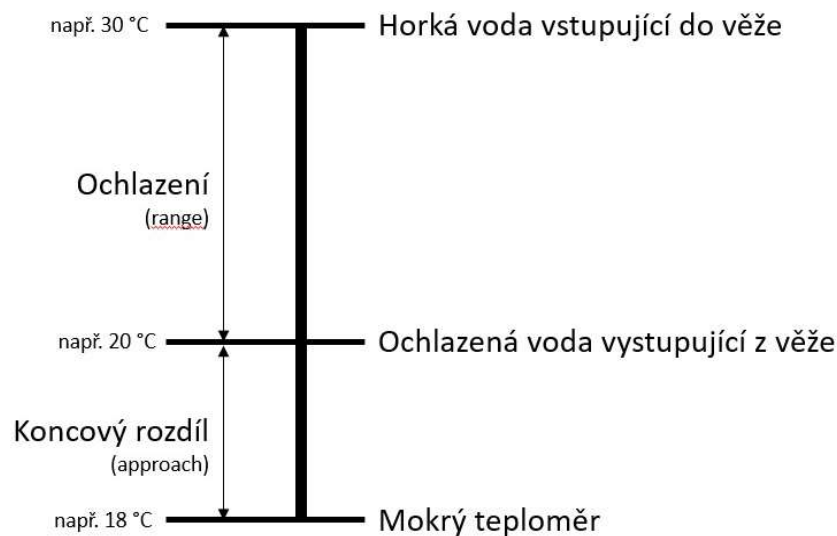 např. 30 °C
Horká voda vstupující do věže
Ochlazení
(range)
např. 20 °C
Ochlazená voda vystupující z věže
Koncový rozdíl
(approach)
např. 18 °C
Mokrý teploměr